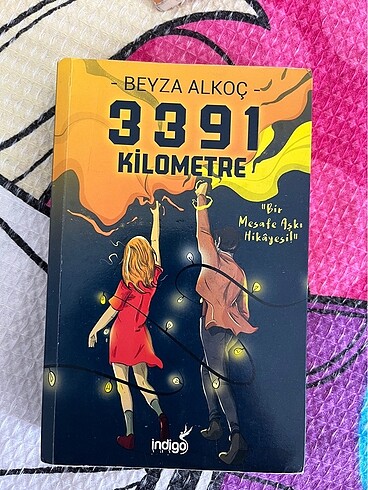 - BEYZA ALKOÇ -
3391
KİLOMETRE
"Bir
Mesafe Aşkı
Hikâyesi!"
indigo